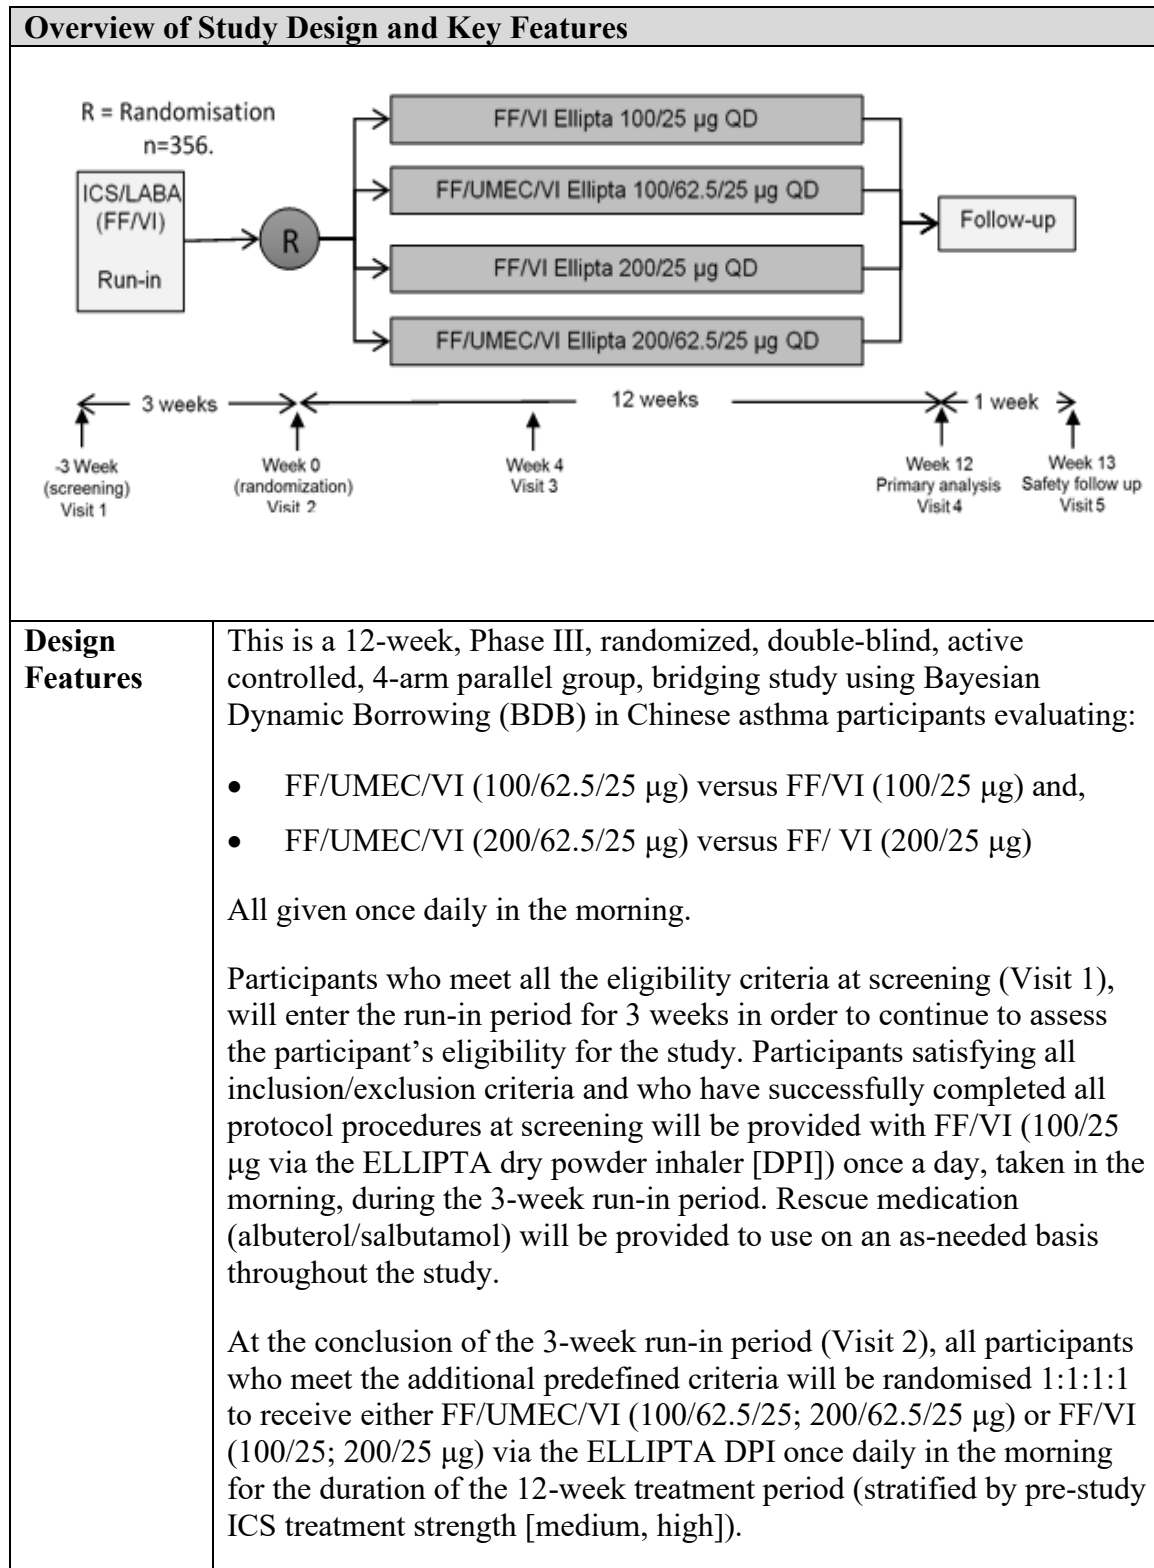 Overview of Study Design and Key Features
R = Randomisation
n=356.
ICS/LABA
(FF/VI)
Run-in
R
FF/VI Ellipta 100/25 µg QD
FF/UMEC/VI Ellipta 100/62.5/25 µg QD
FF/VI Ellipta 200/25 µg QD
FF/UMEC/VI Ellipta 200/62.5/25 µg QD
Follow-up
3 weeks
12 weeks
1 week
-3 Week
(screening)
Visit 1
Week 0
(randomization)
Visit 2
Week 4
Visit 3
Week 12
Primary analysis
Visit 4
Week 13
Safety follow up
Visit 5
Design
Features
This is a 12-week, Phase III, randomized, double-blind, active
controlled, 4-arm parallel group, bridging study using Bayesian
Dynamic Borrowing (BDB) in Chinese asthma participants evaluating:
• FF/UMEC/VI (100/62.5/25 µg) versus FF/VI (100/25 µg) and,
• FF/UMEC/VI (200/62.5/25 µg) versus FF/ VI (200/25 µg)
All given once daily in the morning.
Participants who meet all the eligibility criteria at screening (Visit 1),
will enter the run-in period for 3 weeks in order to continue to assess
the participant’s eligibility for the study. Participants satisfying all
inclusion/exclusion criteria and who have successfully completed all
protocol procedures at screening will be provided with FF/VI (100/25
µg via the ELLIPTA dry powder inhaler [DPI]) once a day, taken in the
morning, during the 3-week run-in period. Rescue medication
(albuterol/salbutamol) will be provided to use on an as-needed basis
throughout the study.
At the conclusion of the 3-week run-in period (Visit 2), all participants
who meet the additional predefined criteria will be randomised 1:1:1:1
to receive either FF/UMEC/VI (100/62.5/25; 200/62.5/25 µg) or FF/VI
(100/25; 200/25 µg) via the ELLIPTA DPI once daily in the morning
for the duration of the 12-week treatment period (stratified by pre-study
ICS treatment strength [medium, high]).